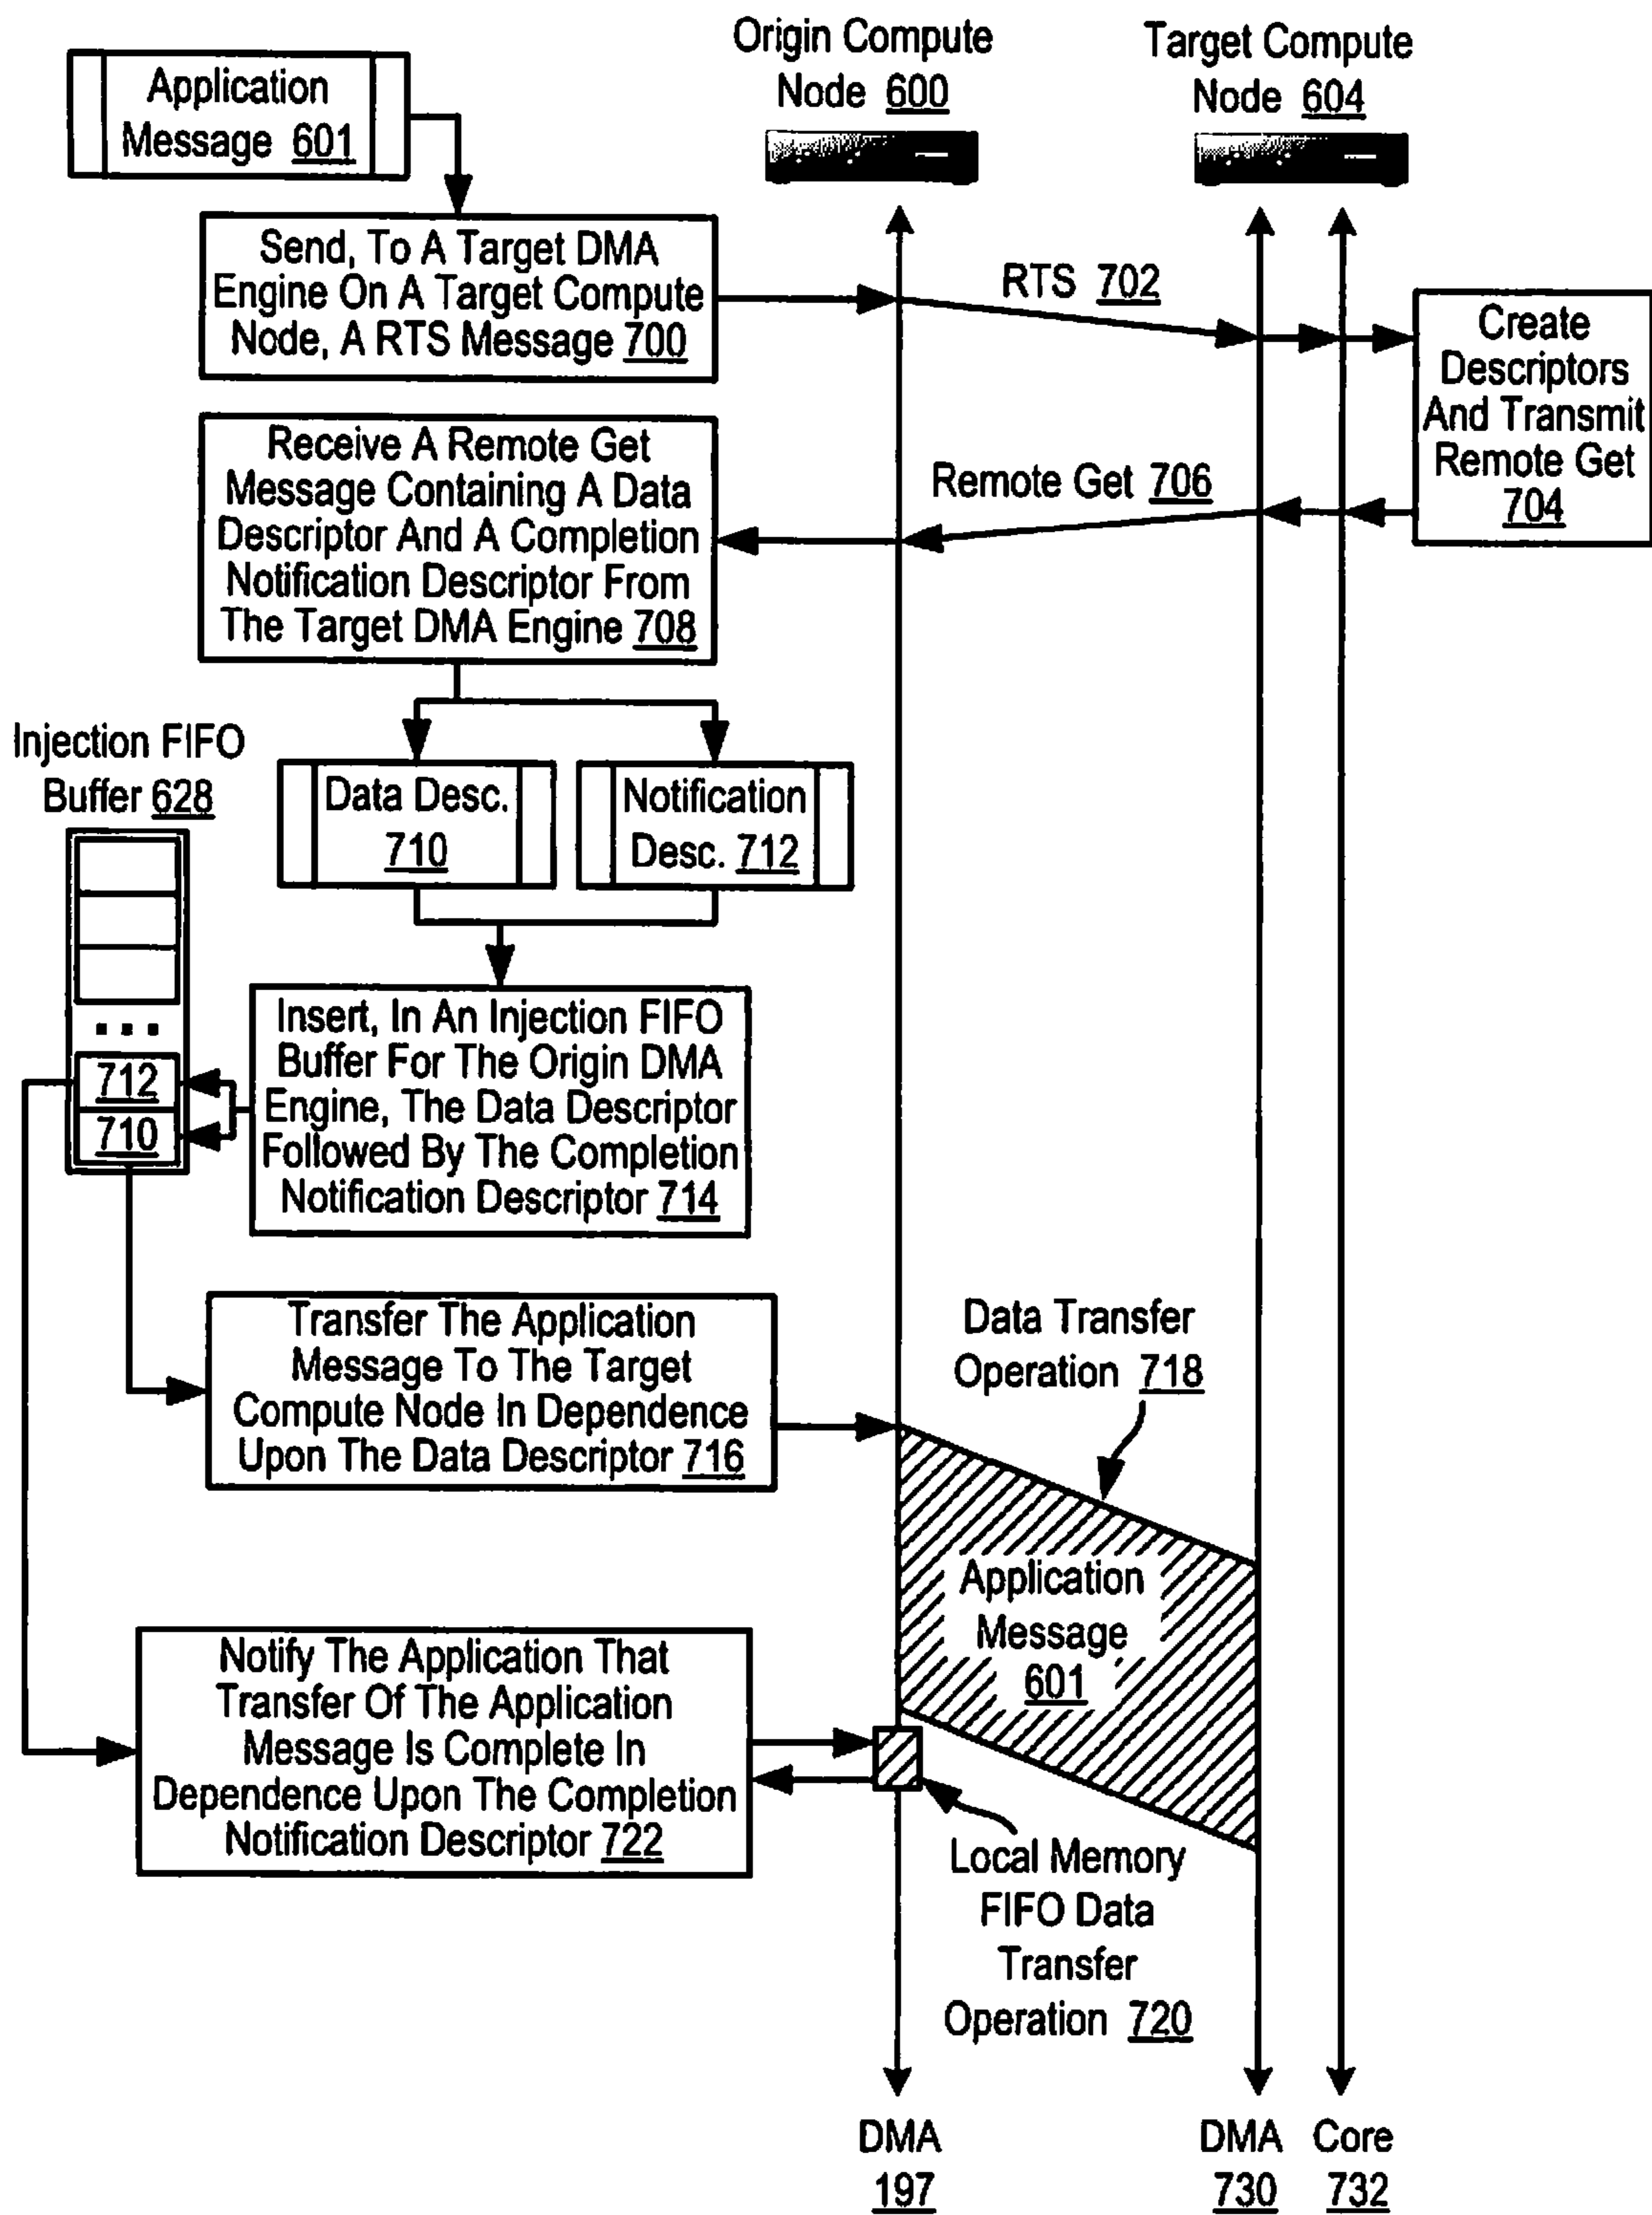 Origin Compute
Node 600
Target Compute
Node 604
Application
Message 601
Send, To A Target DMA
Engine On A Target Compute
Node, A RTS Message 700
RTS 702
Create
Descriptors
And Transmit
Remote Get
704
Receive A Remote Get
Message Containing A Data
Descriptor And A Completion
Notification Descriptor From
The Target DMA Engine 708
Remote Get 706
Injection FIFO
Buffer 628
Data Desc.
710
Notification
Desc. 712
...
712
710
Insert, In An Injection FIFO
Buffer For The Origin DMA
Engine, The Data Descriptor
Followed By The Completion
Notification Descriptor 714
Transfer The Application
Message To The Target
Compute Node In Dependence
Upon The Data Descriptor 716
Data Transfer
Operation 718
Application
Message
601
Notify The Application That
Transfer Of The Application
Message Is Complete In
Dependence Upon The Completion
Notification Descriptor 722
Local Memory
FIFO Data
Transfer
Operation 720
DMA
197
DMA
730
Core
732